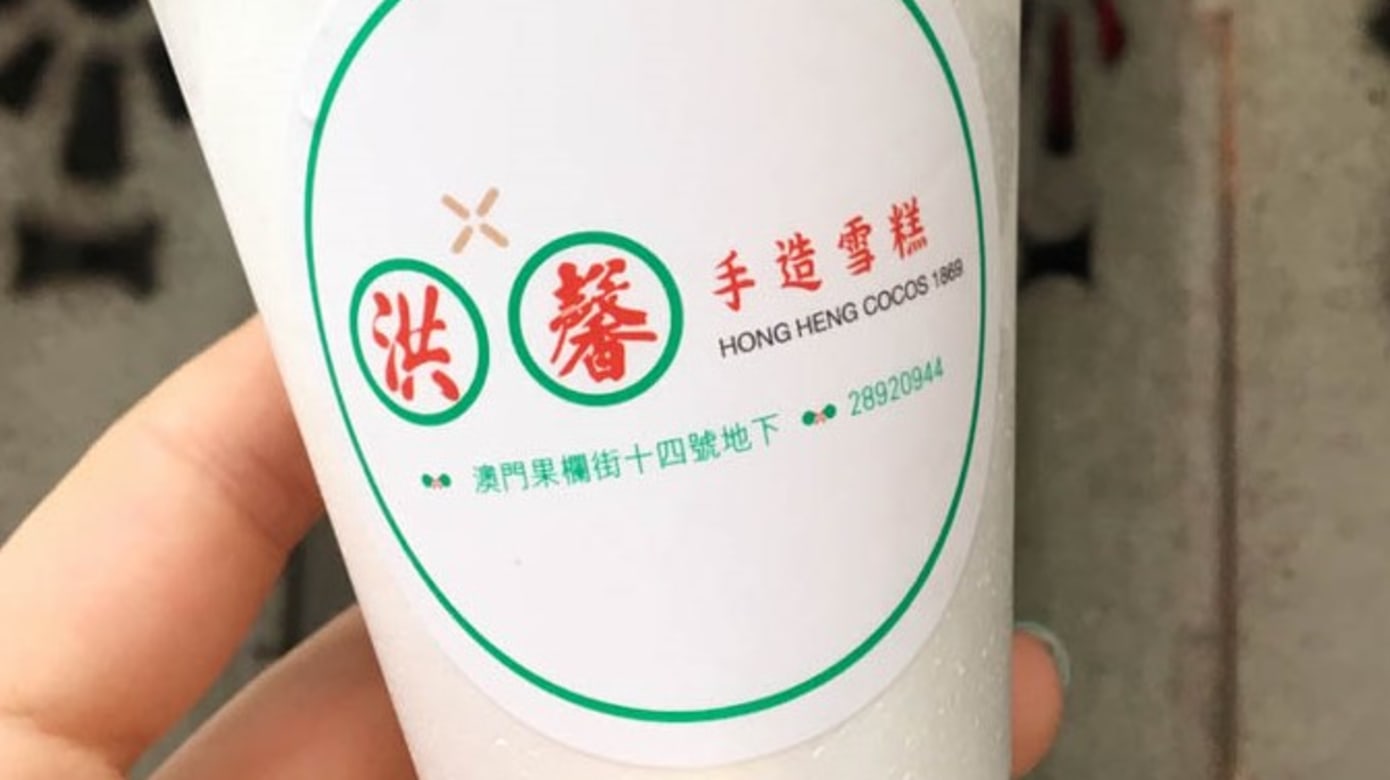 洪馨 手造雪糕
HONG HENG COCOS 1869
澳門果欄街十四號地下 28920944